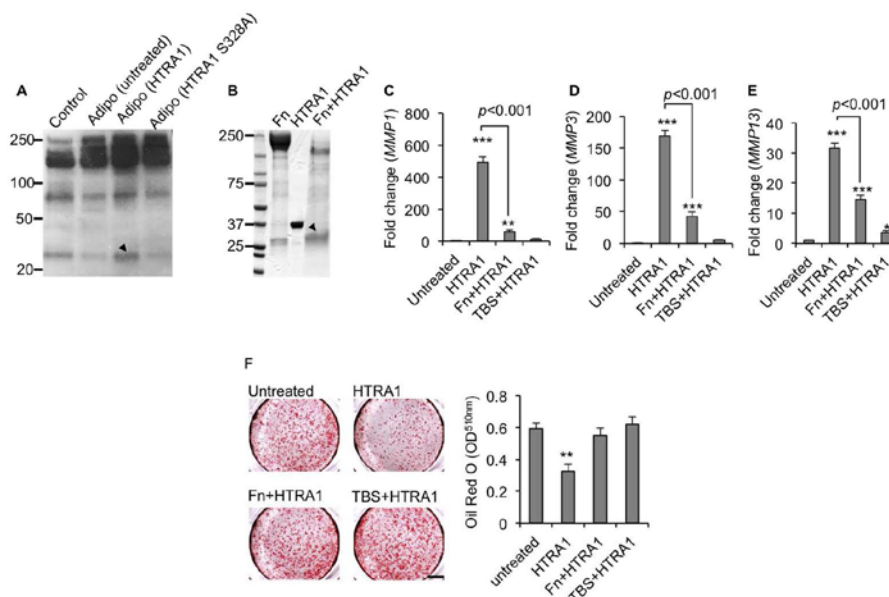 A
Control
Adipo (untreated)
Adipo (HTRA1)
Adipo (HTRA1 S328A)
250
100
50
20
B
Fn
HTRA1
Fn+HTRA1
250
75
37
25
C
Fold change (MMP1)
800
600
400
200
0
p<0.001
***
**
Untreated
HTRA1
Fn+HTRA1
TBS+HTRA1
D
Fold change (MMP3)
200
150
100
50
0
p<0.001
***
***
Untreated
HTRA1
Fn+HTRA1
TBS+HTRA1
E
Fold change (MMP13)
40
30
20
10
0
p<0.001
***
***
*
Untreated
HTRA1
Fn+HTRA1
TBS+HTRA1
F
Untreated
HTRA1
Fn+HTRA1
TBS+HTRA1
Oil Red O (OD510nm)
0.8
0.6
0.4
0.2
0
**
untreated
HTRA1
Fn+HTRA1
TBS+HTRA1